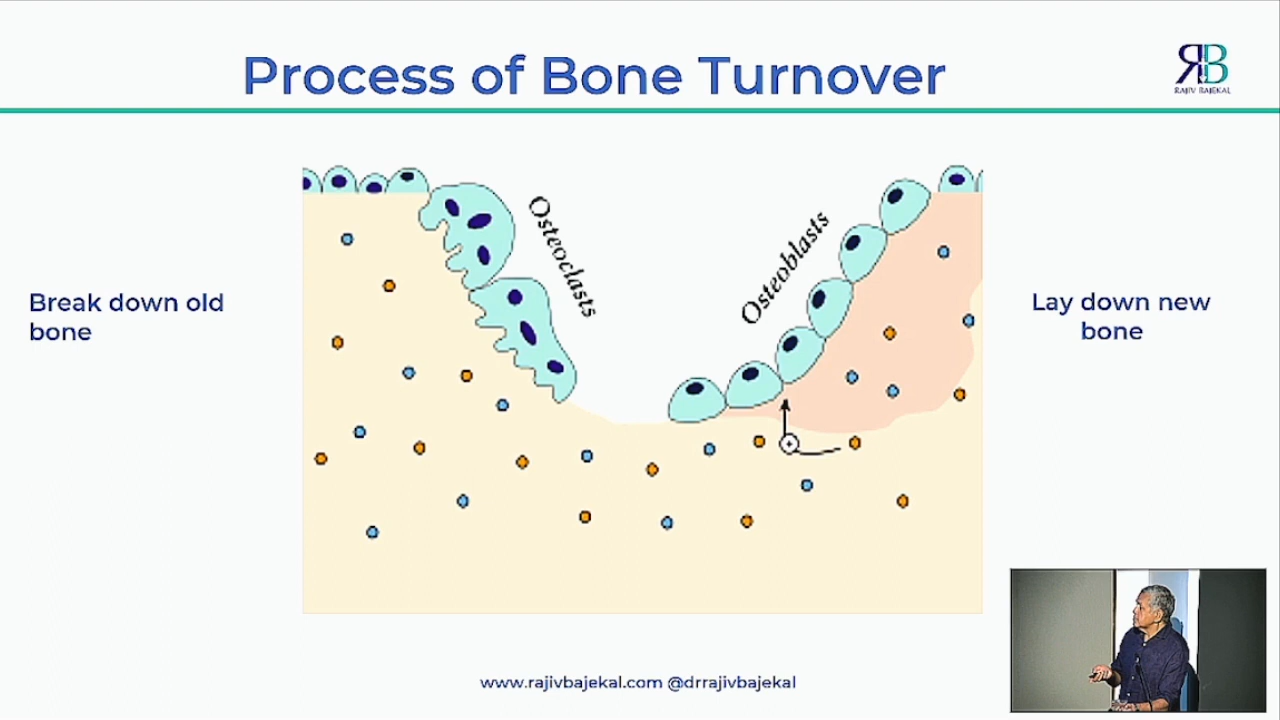 Process of Bone Turnover
RB
RAJIV BAJEKAL
Osteoclasts
Osteoblasts
Break down old
bone
Lay down new
bone
+
www.rajivbajekal.com @drrajivbajekal